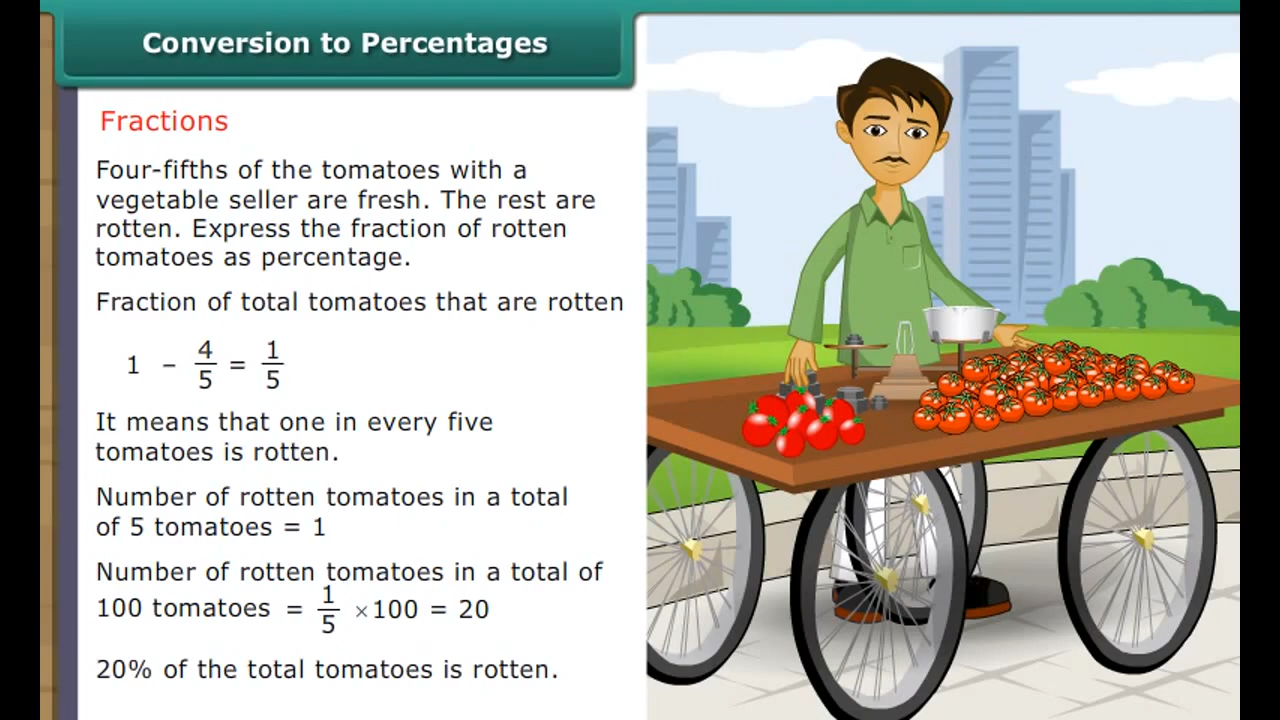 Conversion to Percentages
Fractions
Four-fifths of the tomatoes with a
vegetable seller are fresh. The rest are
rotten. Express the fraction of rotten
tomatoes as percentage.
Fraction of total tomatoes that are rotten
1 – 4/5 = 1/5
It means that one in every five
tomatoes is rotten.
Number of rotten tomatoes in a total
of 5 tomatoes = 1
Number of rotten tomatoes in a total of
100 tomatoes = 1/5 ×100 = 20
20% of the total tomatoes is rotten.